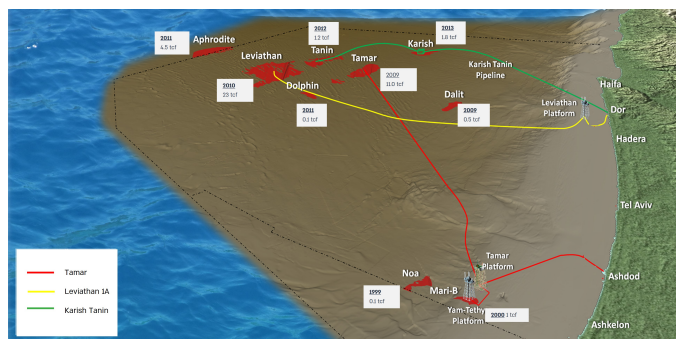 2011
4.5 tcf
Aphrodite
2012
1.2 tcf
Tanin
Karish
2013
1.8 tcf
Leviathan
Tamar
2009
11.0 tcf
Karish Tanin
Pipeline
2010
23 tcf
Dolphin
2011
0.1 tcf
Dalit
2009
0.5 tcf
Leviathan
Platform
Haifa
Dor
Hadera
Tel Aviv
Tamar
Platform
Ashdod
Noa
1999
0.1 tcf
Mari-B
Yam-Tethy
Platform
2000 1 tcf
Ashkelon
Tamar
Leviathan 1A
Karish Tanin